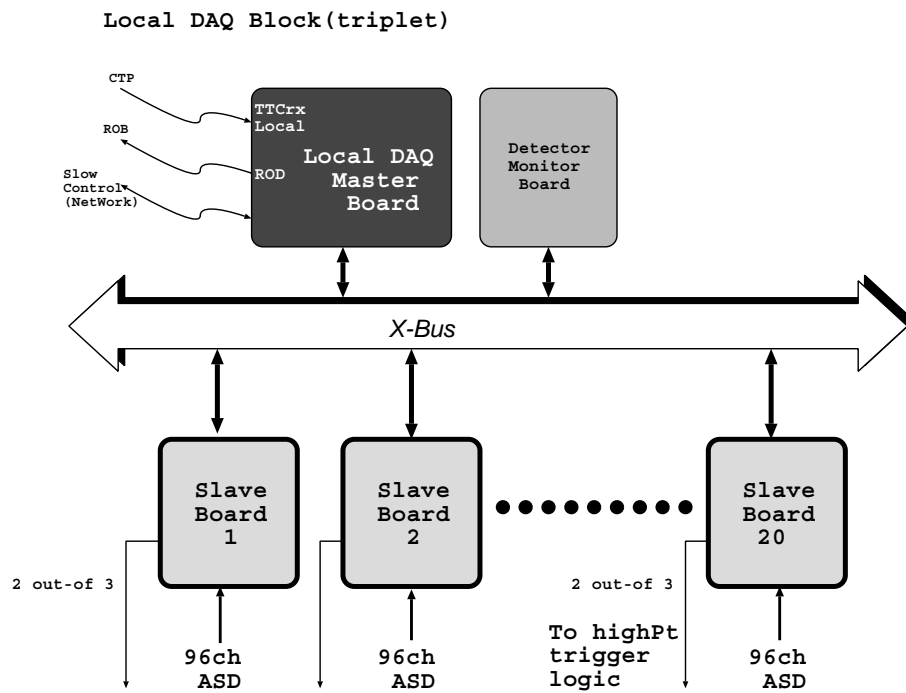 Local DAQ Block(triplet)
CTP
TTCrx
Local
ROB
ROD
Local DAQ
Master
Board
Slow
Control
(NetWork)
Detector
Monitor
Board
X-Bus
Slave
Board
1
Slave
Board
2
Slave
Board
20
2 out-of 3
2 out-of 3
To highPt
trigger
logic
96ch
ASD
96ch
ASD
96ch
ASD